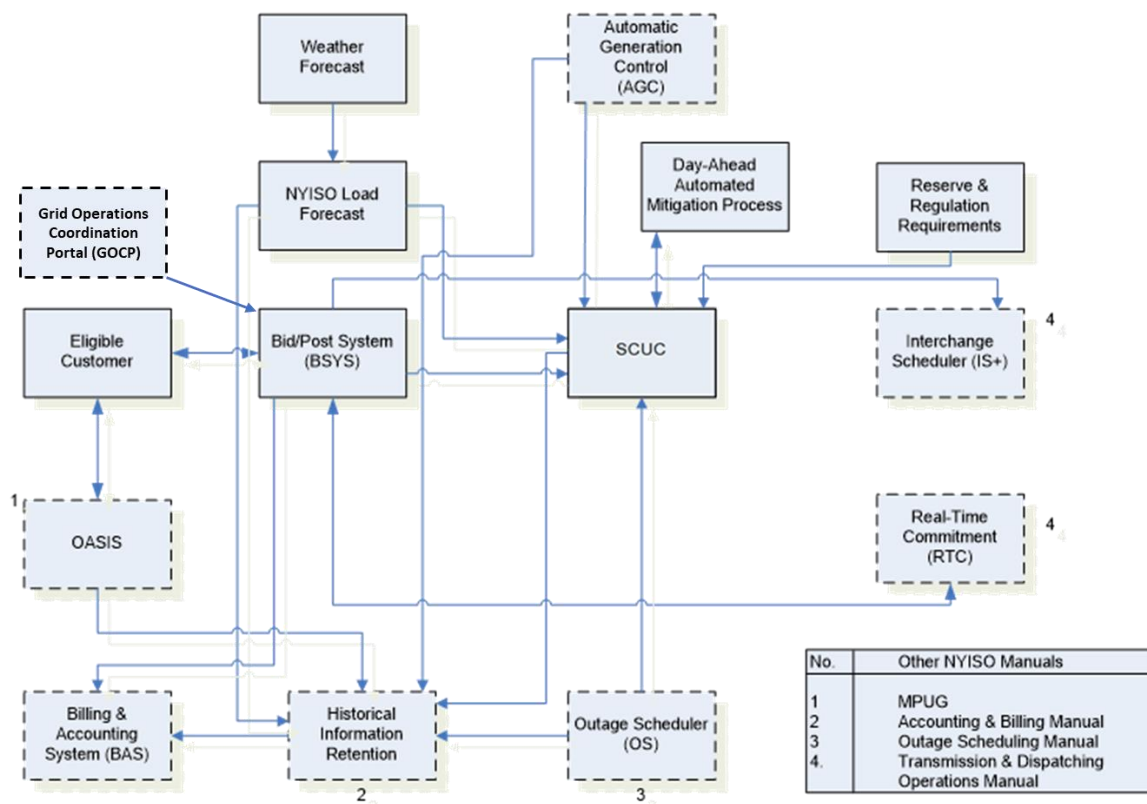 Weather
Forecast
Automatic
Generation
Control
(AGC)
NYISO Load
Forecast
Day-Ahead
Automated
Mitigation Process
Reserve &
Regulation
Requirements
Grid Operations
Coordination
Portal (GOCP)
Eligible
Customer
Bid/Post System
(BSYS)
SCUC
Interchange
Scheduler (IS+)
4
4
1
OASIS
Real-Time
Commitment
(RTC)
4
4
Billing &
Accounting
System (BAS)
Historical
Information
Retention
2
Outage Scheduler
(OS)
3
No. Other NYISO Manuals
1 MPUG
2 Accounting & Billing Manual
3 Outage Scheduling Manual
4. Transmission & Dispatching
Operations Manual